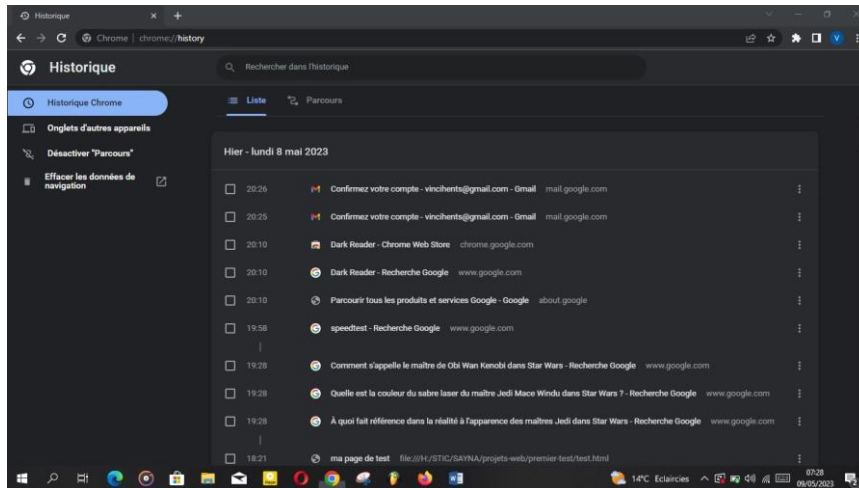 Historique
Chrome | chrome://history
V
Historique
Rechercher dans l'historique
Historique Chrome
Onglets d'autres appareils
Désactiver "Parcours"
Effacer les données de
navigation
Liste Parcours
Hier - lundi 8 mai 2023
20:26 Confirmez votre compte - vincihents@gmail.com - Gmail mail.google.com
20:25 Confirmez votre compte - vincihents@gmail.com - Gmail mail.google.com
20:10 Dark Reader - Chrome Web Store chrome.google.com
20:10 Dark Reader - Recherche Google www.google.com
20:10 Parcourir tous les produits et services Google - Google about.google
19:58 speedtest - Recherche Google www.google.com
19:28 Comment s'appelle le maître de Obi Wan Kenobi dans Star Wars - Recherche Google www.google.com
19:28 Quelle est la couleur du sabre laser du maître Jedi Mace Windu dans Star Wars ? - Recherche Google www.google.com
19:28 À quoi fait référence dans la réalité à l'apparence des maîtres Jedi dans Star Wars - Recherche Google www.google.com
18:21 ma page de test file:///H:/STIC/SAYNA/projets-web/premier-test/test.html
14°C Eclaircies
07:28
09/05/2023